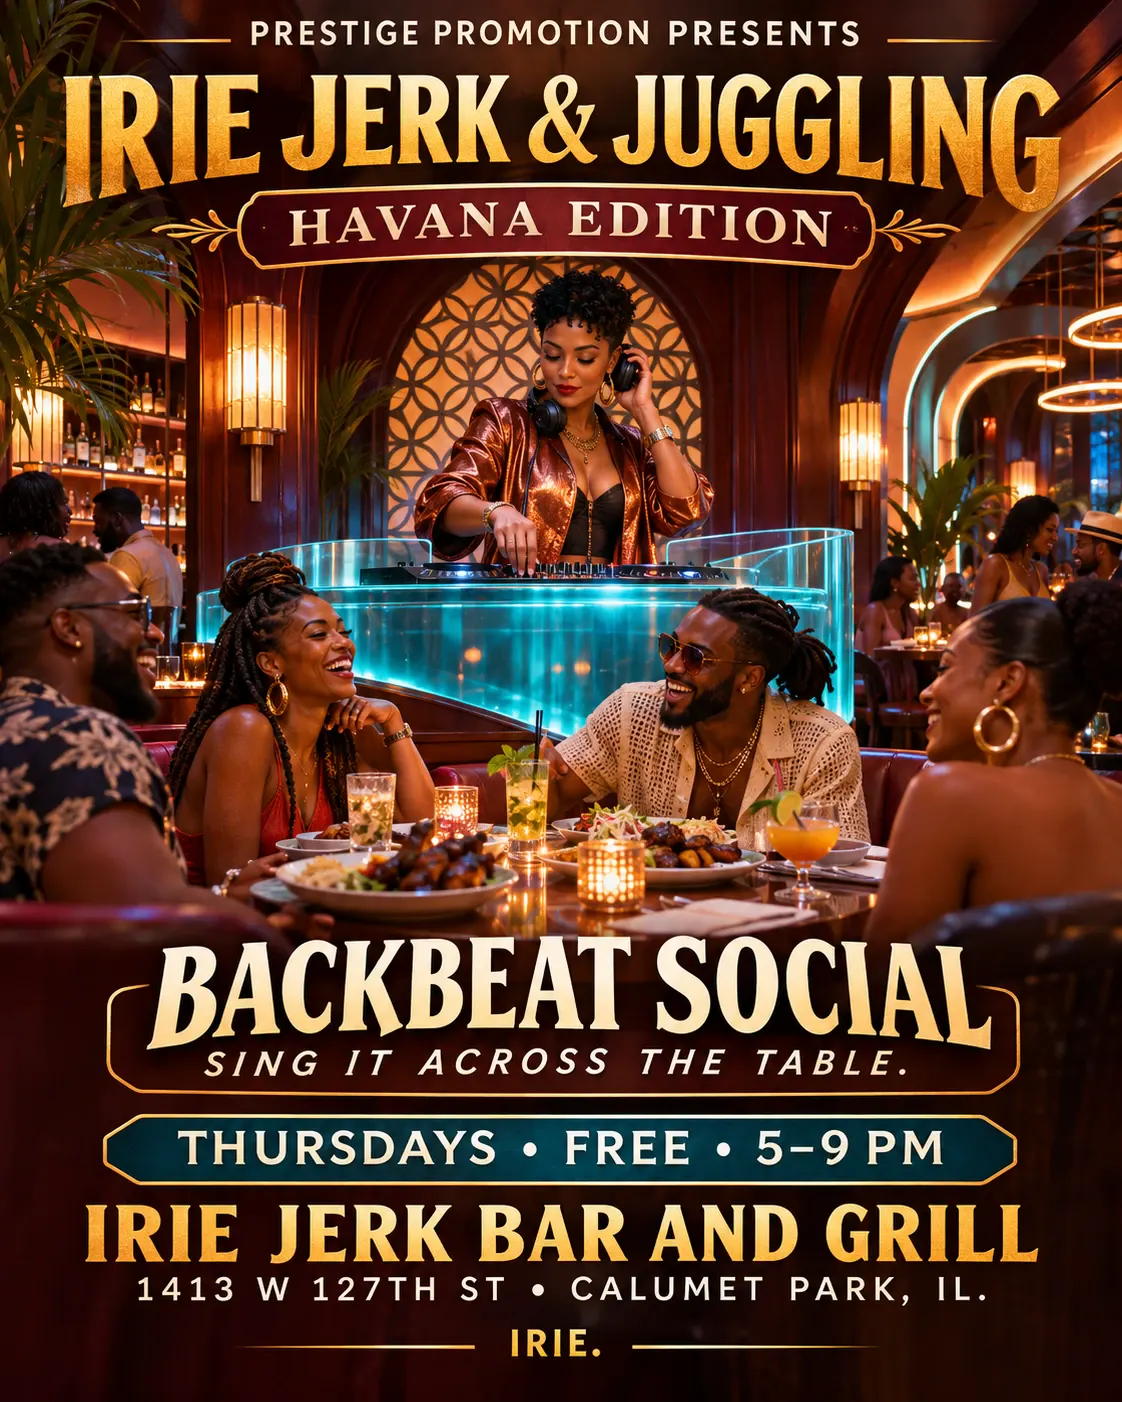 PRESTIGE PROMOTION PRESENTS
IRIE JERK & JUGGLING
HAVANA EDITION
BACKBEAT SOCIAL
SING IT ACROSS THE TABLE.
THURSDAYS • FREE • 5–9 PM
IRIE JERK BAR AND GRILL
1413 W 127TH ST • CALUMET PARK, IL.
IRIE.